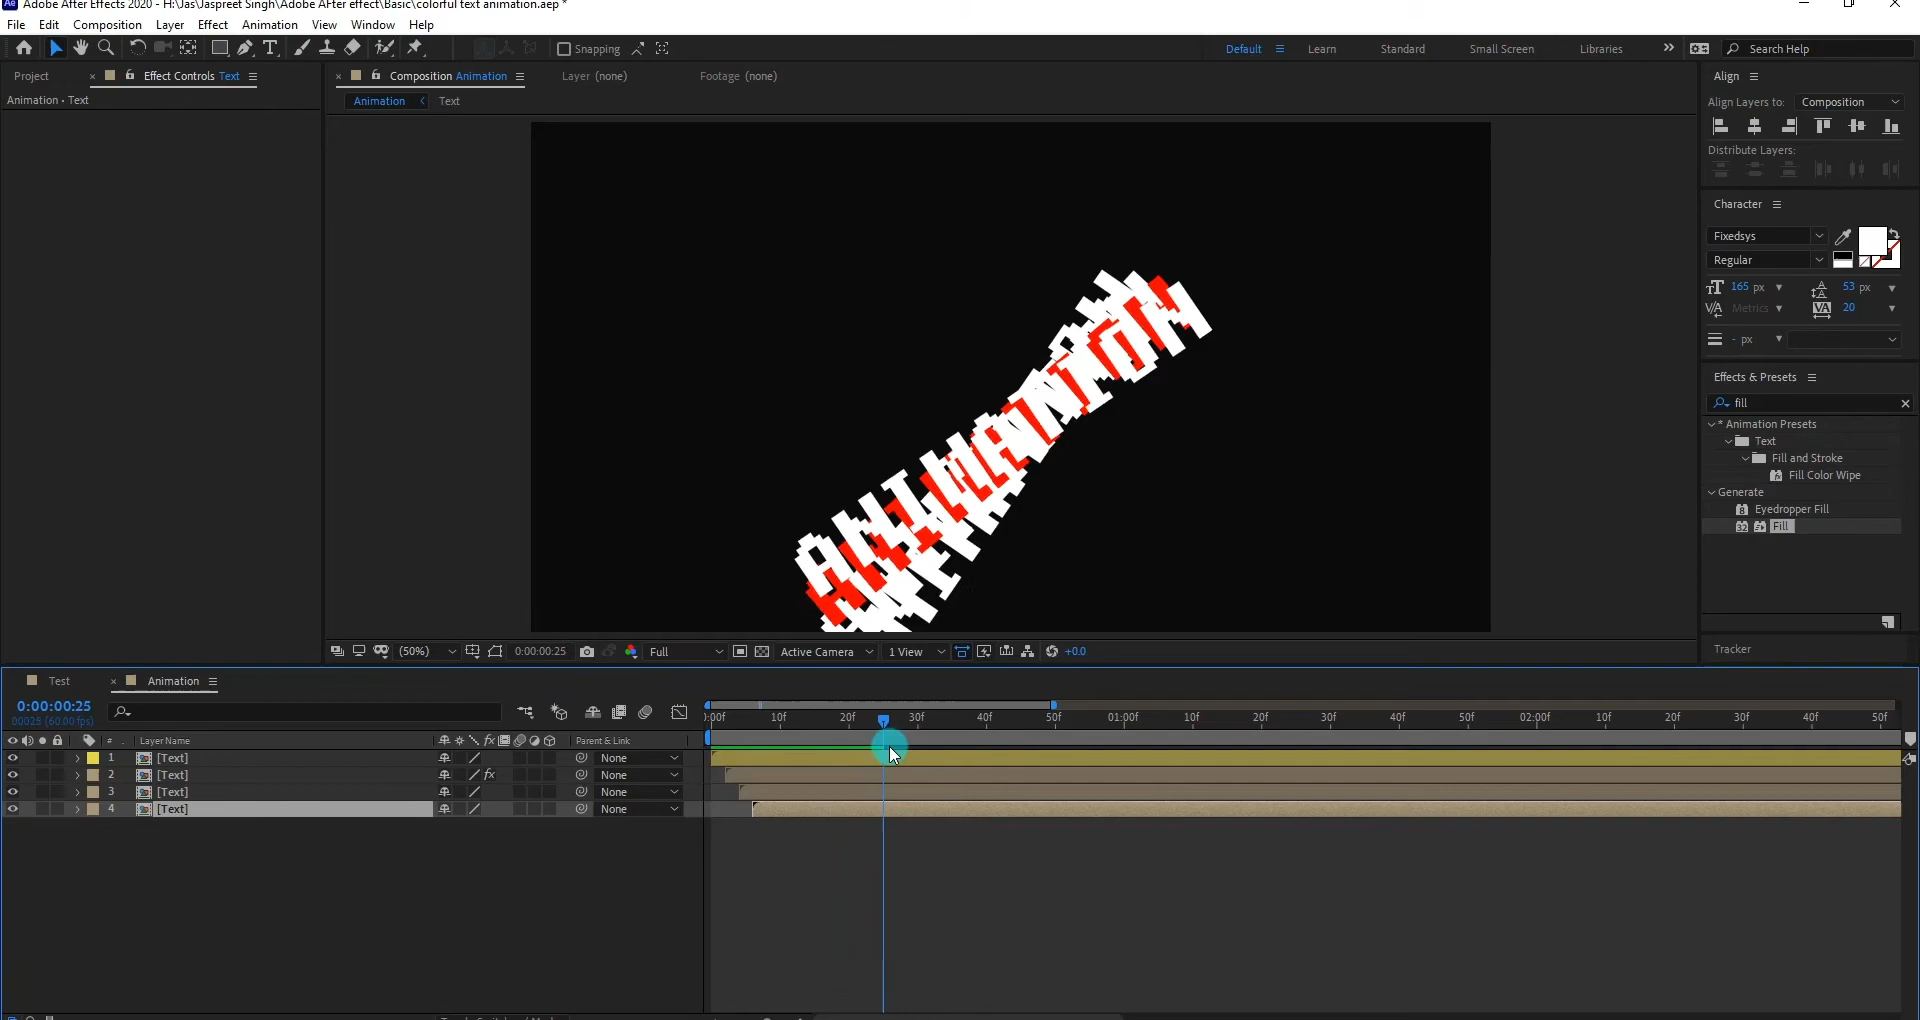 Adobe After Effects 2020 - H:\Jas\Jaspreet Singh\Adobe AFter effect\Basic\colorful text animation.aep *
File Edit Composition Layer Effect Animation View Window Help
Snapping
Default Learn Standard Small Screen Libraries Search Help
Project Effect Controls Text
Composition Animation Layer (none) Footage (none)
Align
Animation • Text
Animation Text
Align Layers to: Composition
Distribute Layers:
Character
Fixedsys
Regular
165 px 53 px
Metrics 20
- px
Effects & Presets
fill
* Animation Presets
Text
Fill and Stroke
Fill Color Wipe
Generate
Eyedropper Fill
Fill
ANIMATION
(50%) 0:00:00:25 Full Active Camera 1 View +0.0
Tracker
Test Animation
0:00:00:25
00025 (60.00 fps)
:00f 10f 20f 30f 40f 50f 01:00f 10f 20f 30f 40f 50f 02:00f 10f 20f 30f 40f 50f
# Layer Name Parent & Link
1 [Text] None
2 [Text] fx None
3 [Text] None
4 [Text] None